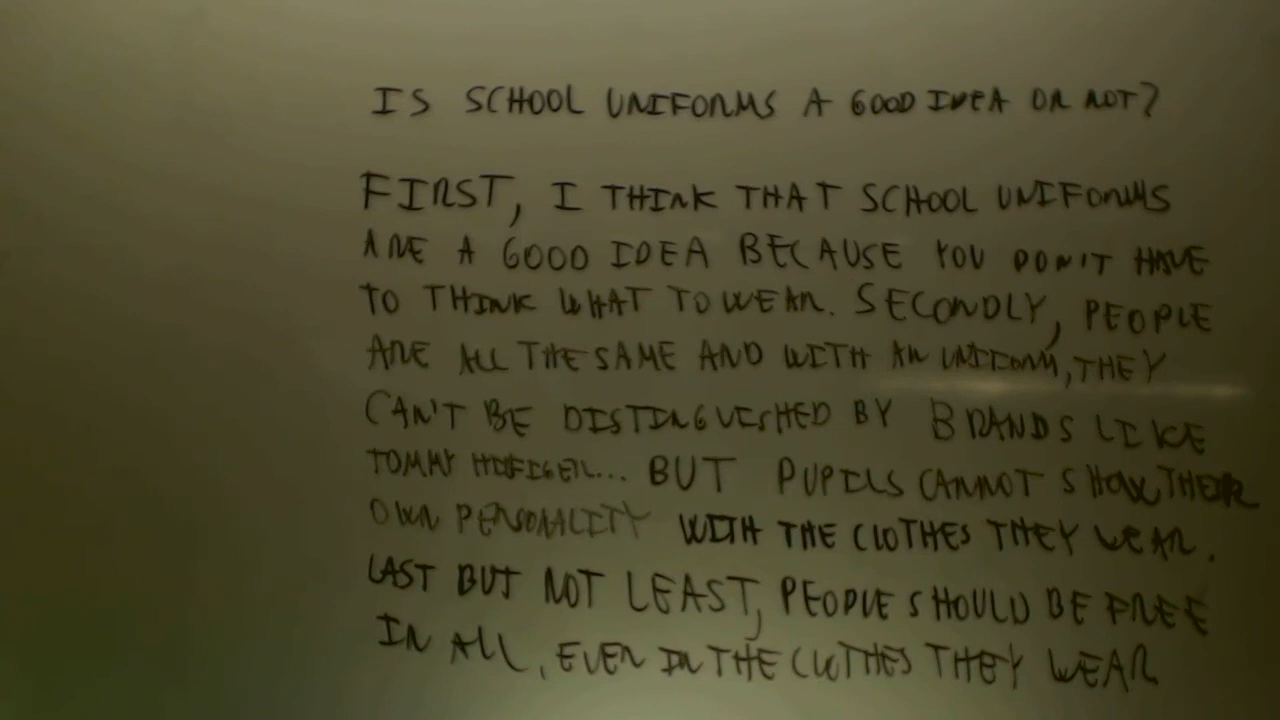 IS SCHOOL UNIFORMS A GOOD IDEA OR NOT?
FIRST, I THINK THAT SCHOOL UNIFORMS
ARE A GOOD IDEA BECAUSE YOU DON'T HAVE
TO THINK WHAT TO WEAR. SECONDLY, PEOPLE
ARE ALL THE SAME AND WITH AN UNIFORM, THEY
CAN'T BE DISTINGUISHED BY BRANDS LIKE
TOMMY HILFIGER... BUT PUPILS CANNOT SHOW THEIR
OWN PERSONALITY WITH THE CLOTHES THEY WEAR.
LAST BUT NOT LEAST, PEOPLE SHOULD BE FREE
IN ALL, EVEN IN THE CLOTHES THEY WEAR